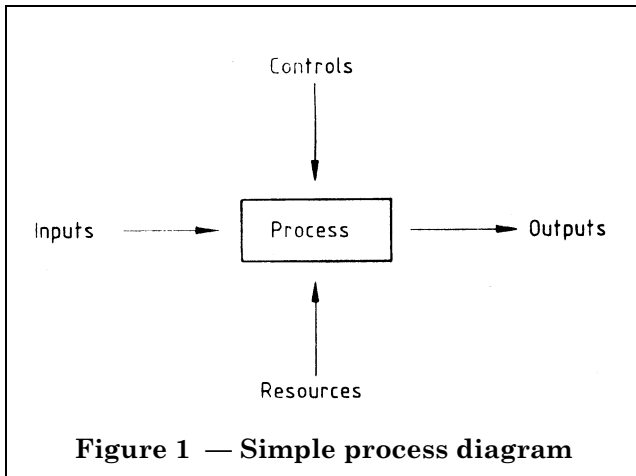 Controls
Inputs
Process
Outputs
Resources
Figure 1 — Simple process diagram